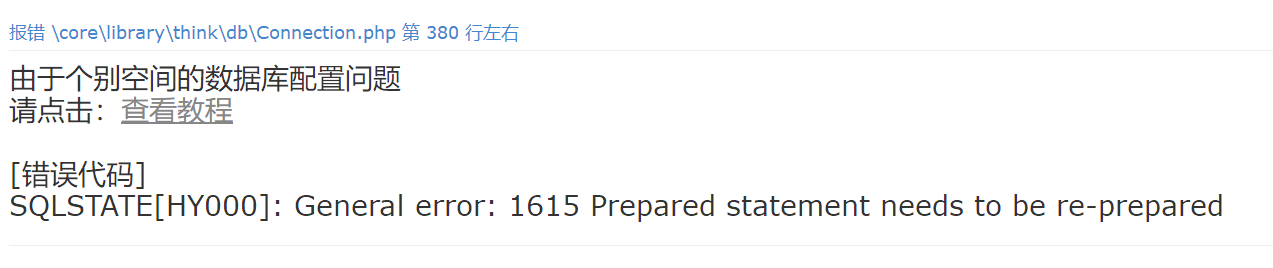 报错 \core\library\think\db\Connection.php 第 380 行左右
由于个别空间的数据库配置问题
请点击：查看教程
[错误代码]
SQLSTATE[HY000]: General error: 1615 Prepared statement needs to be re-prepared